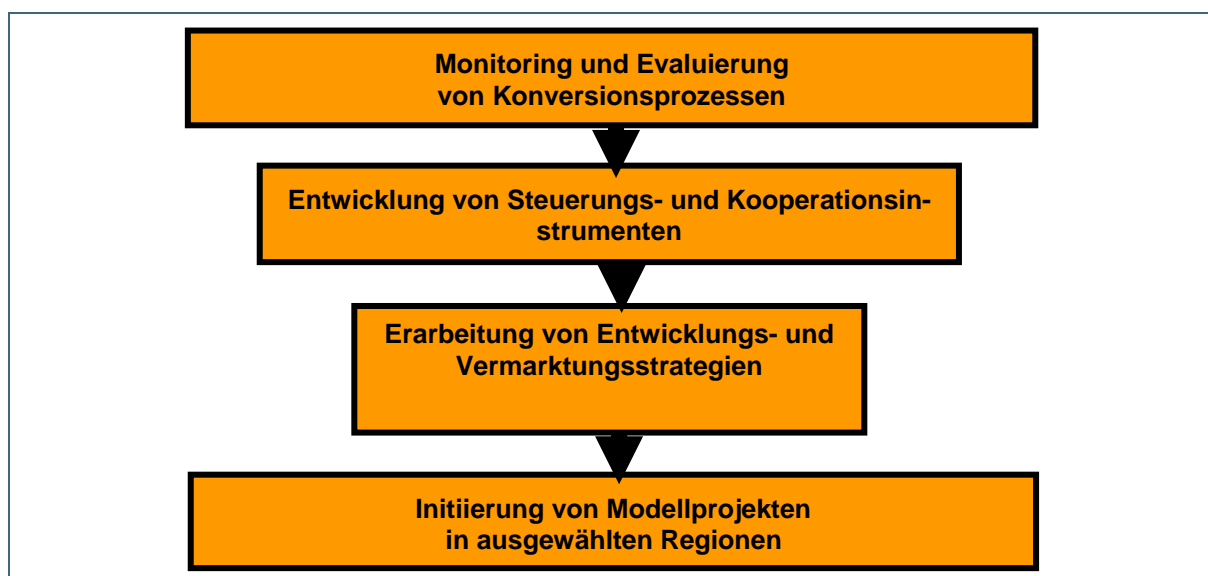 Monitoring und Evaluierung
von Konversionsprozessen
Entwicklung von Steuerungs- und Kooperationsin-
strumenten
Erarbeitung von Entwicklungs- und
Vermarktungsstrategien
Initiierung von Modellprojekten
in ausgewählten Regionen